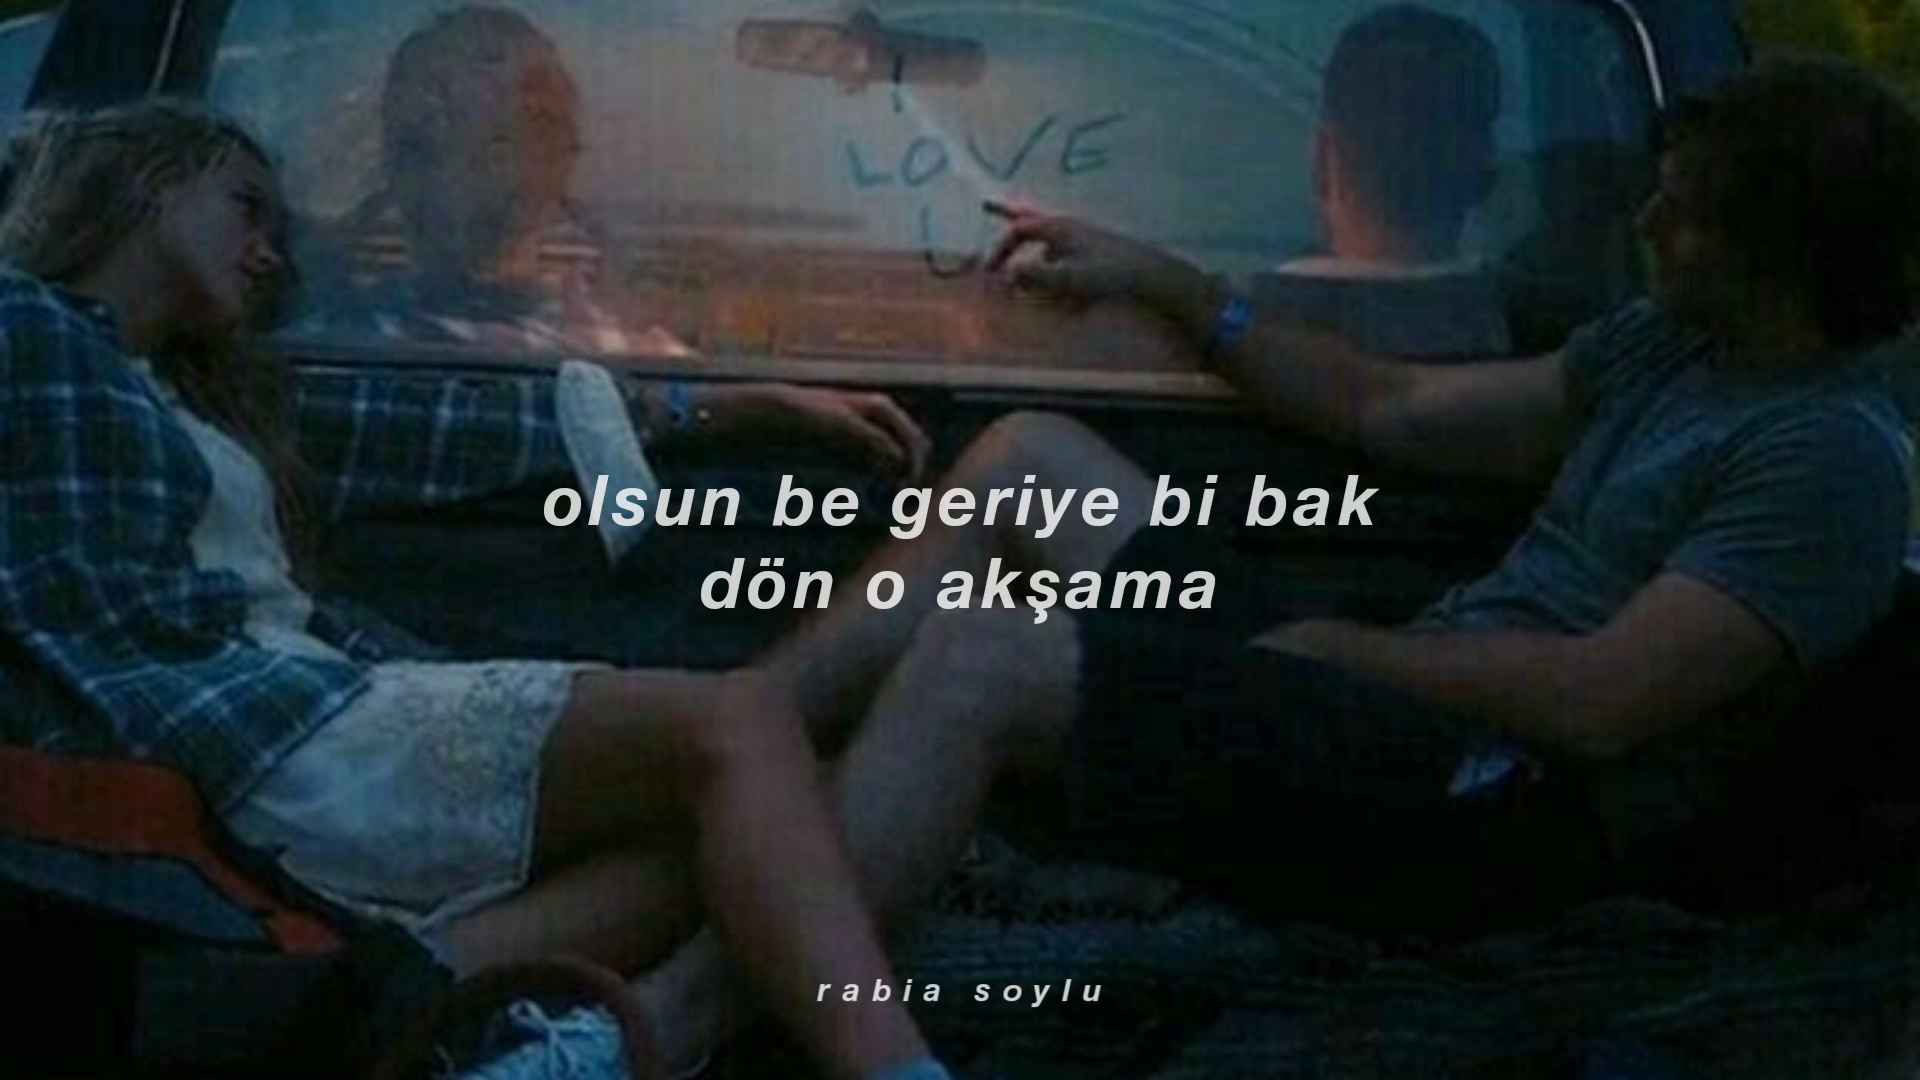 I
LOVE
U
olsun be geriye bi bak
dön o akşama
rabia soylu